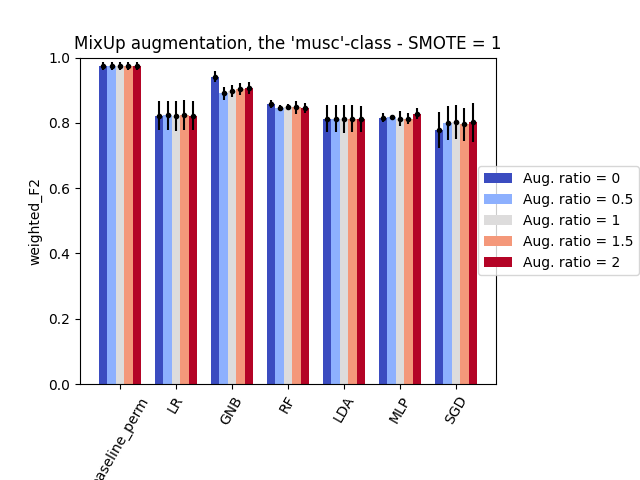 MixUp augmentation, the 'musc'-class - SMOTE = 1
1.0
0.8
0.6
0.4
0.2
0.0
weighted_F2
Aug. ratio = 0
Aug. ratio = 0.5
Aug. ratio = 1
Aug. ratio = 1.5
Aug. ratio = 2
aseline_perm
LR
GNB
RF
LDA
MLP
SGD